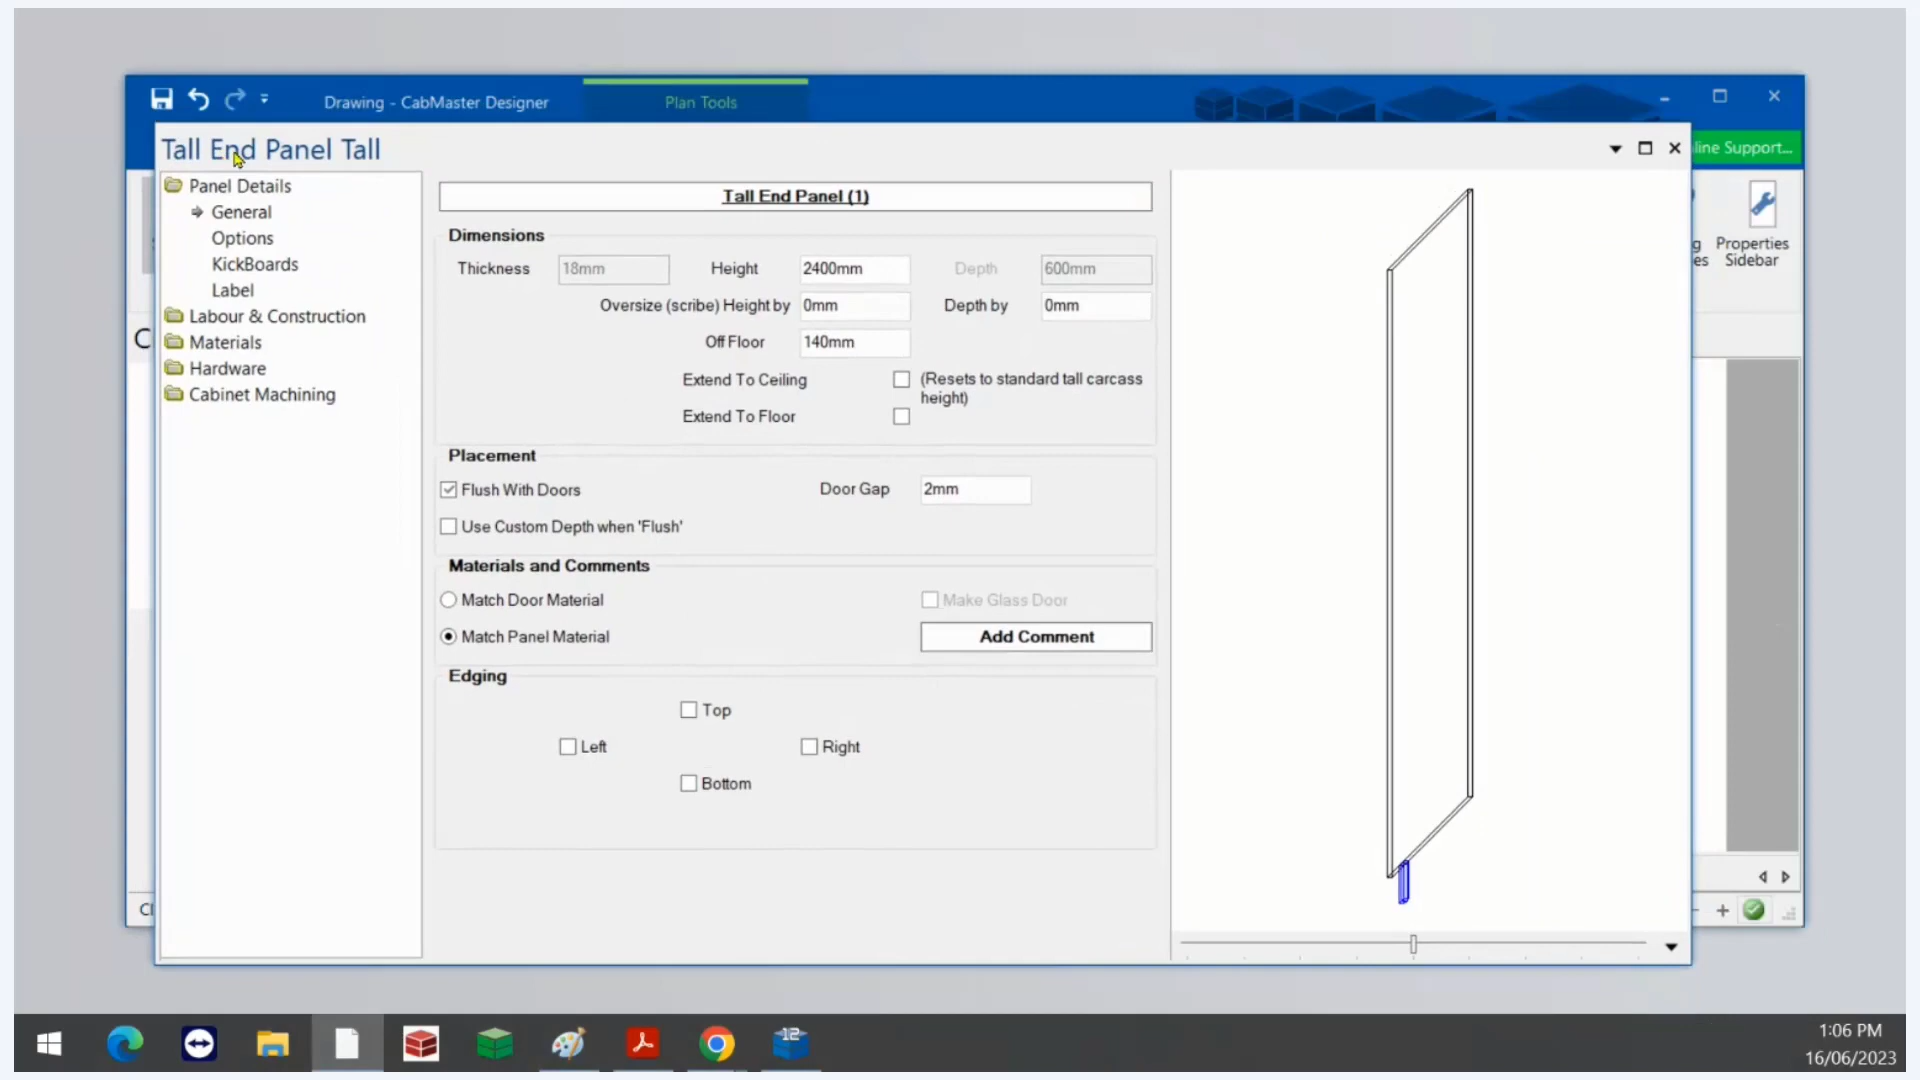 Drawing - CabMaster Designer
Plan Tools
Tall End Panel Tall
line Support...
Panel Details
General
Options
KickBoards
Label
Labour & Construction
Materials
Hardware
Cabinet Machining
Tall End Panel (1)
Dimensions
Thickness 18mm Height 2400mm Depth 600mm
Oversize (scribe) Height by 0mm Depth by 0mm
Off Floor 140mm
Extend To Ceiling (Resets to standard tall carcass
height)
Extend To Floor
Placement
Flush With Doors Door Gap 2mm
Use Custom Depth when 'Flush'
Materials and Comments
Match Door Material Make Glass Door
Match Panel Material Add Comment
Edging
Top
Left Right
Bottom
g Properties
es Sidebar
C
Cl
12
1:06 PM
16/06/2023